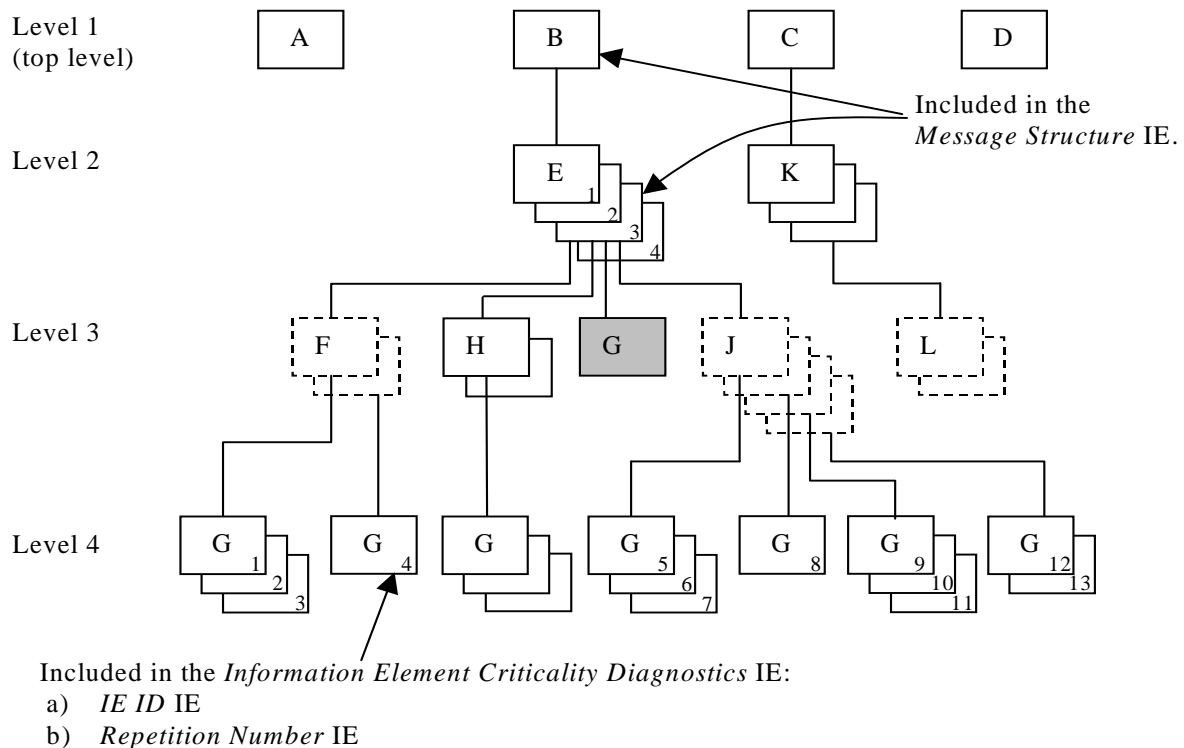 Level 1
(top level)
A B C D
Included in the
Message Structure IE.
Level 2
E K
1
2
3
4
Level 3
F H G J L
Level 4
G G G G G G G
1 4 5 8 9 12
2 6 10 13
3 7 11
Included in the Information Element Criticality Diagnostics IE:
a) IE ID IE
b) Repetition Number IE